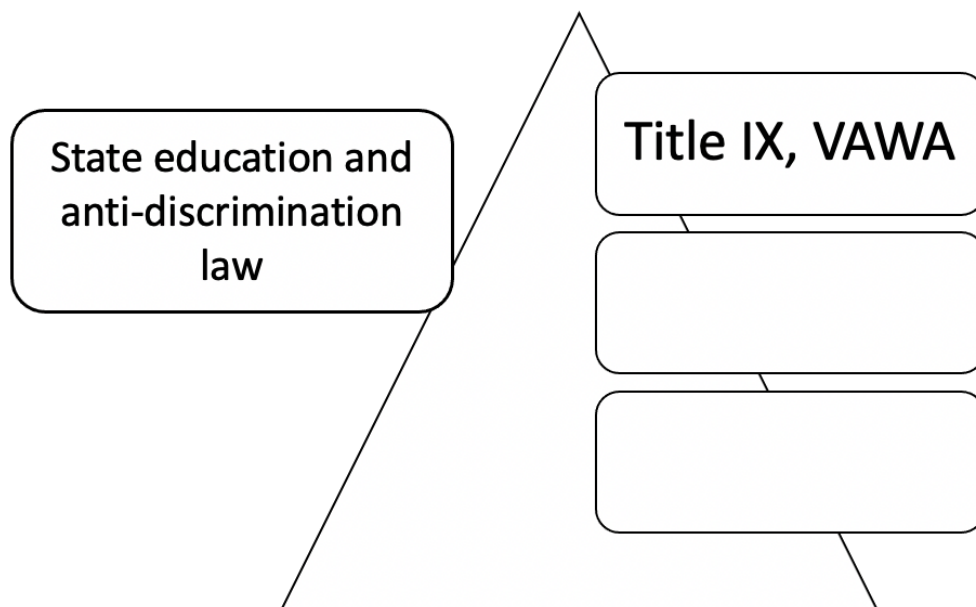 State education and
anti-discrimination
law
Title IX, VAWA